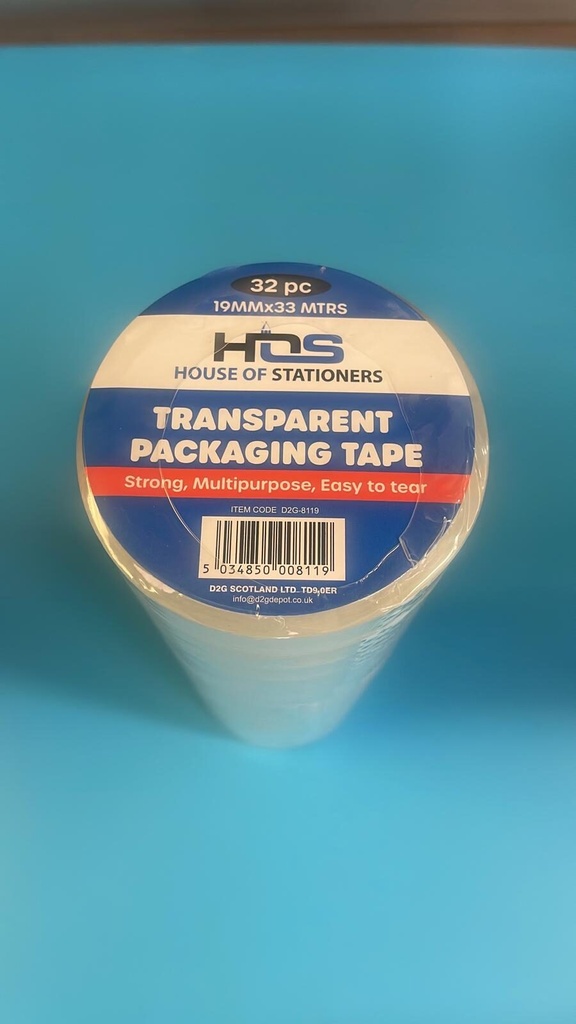 32 pc
19MMx33 MTRS
HOS
HOUSE OF STATIONERS
TRANSPARENT
PACKAGING TAPE
Strong, Multipurpose, Easy to tear
ITEM CODE D2G-8119
5 034850 008119
D2G SCOTLAND LTD. TD9 0ER
info@d2gdepot.co.uk